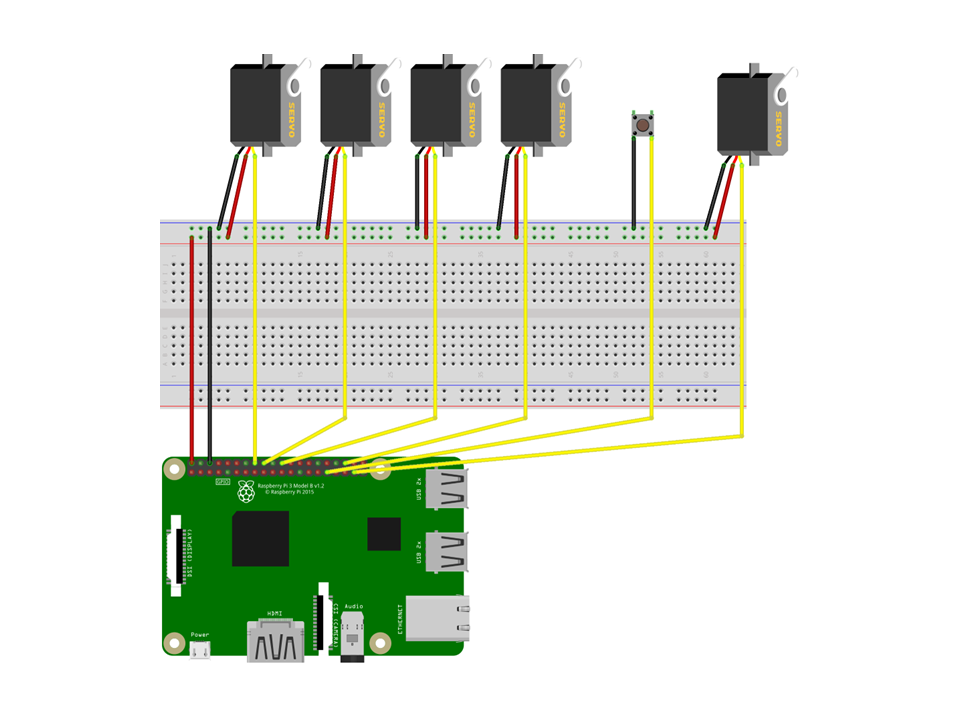 SERVO
SERVO
SERVO
SERVO
SERVO
GPIO
Raspberry Pi 3 Model B v1.2
© Raspberry Pi 2015
USB 2x
DSI (DISPLAY)
USB 2x
HDMI
CSI (CAMERA)
Audio
ETHERNET
Power